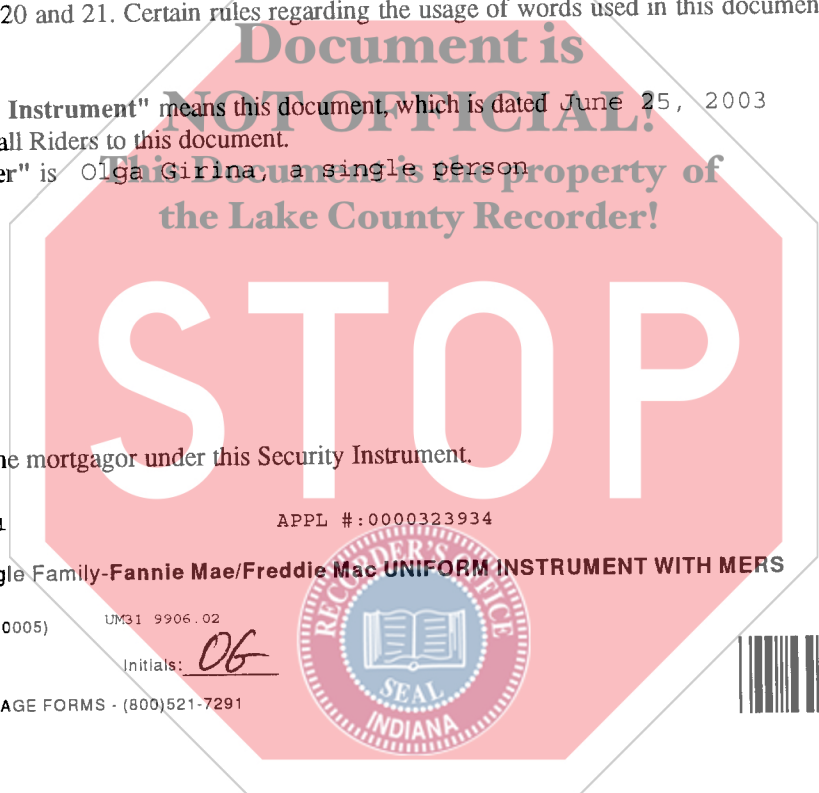 20 and 21. Certain rules regarding the usage of words used in this documen
Document is
Instrument" means this document, which is dated June 25, 2003
NOT OFFICIAL!
all Riders to this document.
er" is Olga Girina, a single person
This Document is the property of
the Lake County Recorder!
STOP
he mortgagor under this Security Instrument.
APPL #:0000323934
gle Family-Fannie Mae/Freddie Mac UNIFORM INSTRUMENT WITH MERS
0005) UM31 9906.02
Initials: OG
AGE FORMS - (800)521-7291
RECORDER'S OFFICE
SEAL
INDIANA